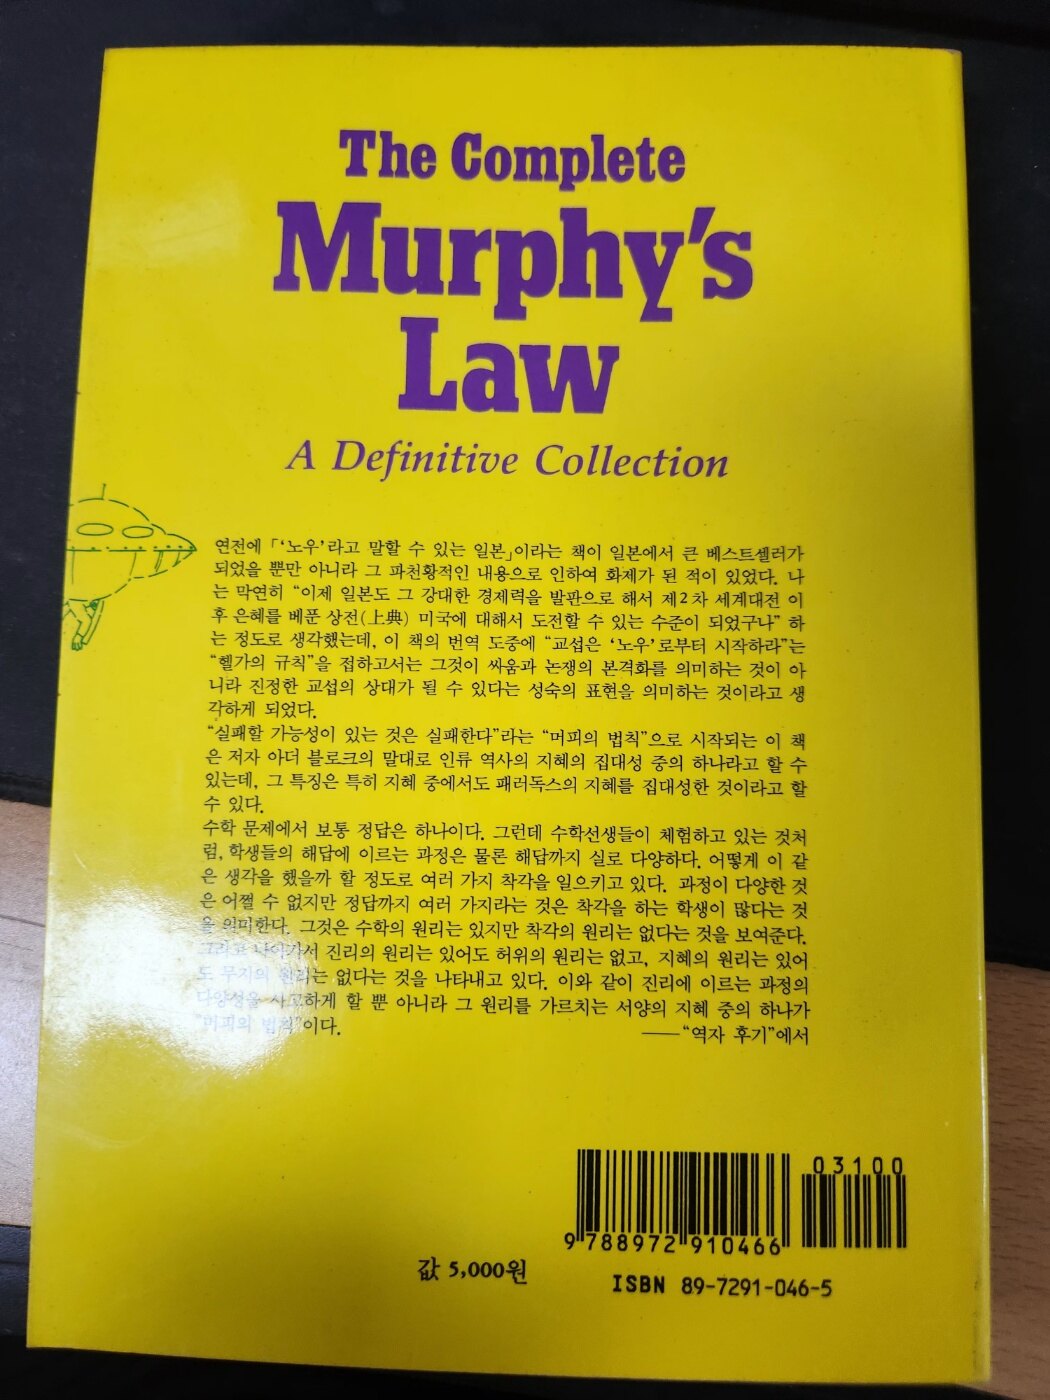 The Complete
Murphy's
Law
A Definitive Collection
연전에 「‘노우’라고 말할 수 있는 일본」이라는 책이 일본에서 큰 베스트셀러가
되었을 뿐만 아니라 그 파천황적인 내용으로 인하여 화제가 된 적이 있었다. 나
는 막연히 “이제 일본도 그 강대한 경제력을 발판으로 해서 제2차 세계대전 이
후 은혜를 베푼 상전(上典) 미국에 대해서 도전할 수 있는 수준이 되었구나” 하
는 정도로 생각했는데, 이 책의 번역 도중에 “교섭은 ‘노우’로부터 시작하라”는
“헬가의 규칙”을 접하고서는 그것이 싸움과 논쟁의 본격화를 의미하는 것이 아
니라 진정한 교섭의 상대가 될 수 있다는 성숙의 표현을 의미하는 것이라고 생
각하게 되었다.
“실패할 가능성이 있는 것은 실패한다”라는 “머피의 법칙”으로 시작되는 이 책
은 저자 아더 블로크의 말대로 인류 역사의 지혜의 집대성 중의 하나라고 할 수
있는데, 그 특징은 특히 지혜 중에서도 패러독스의 지혜를 집대성한 것이라고 할
수 있다.
수학 문제에서 보통 정답은 하나이다. 그런데 수학선생들이 체험하고 있는 것처
럼, 학생들의 해답에 이르는 과정은 물론 해답까지 실로 다양하다. 어떻게 이 같
은 생각을 했을까 할 정도로 여러 가지 착각을 일으키고 있다. 과정이 다양한 것
은 어쩔 수 없지만 정답까지 여러 가지라는 것은 착각을 하는 학생이 많다는 것
을 의미한다. 그것은 수학의 원리는 있지만 착각의 원리는 없다는 것을 보여준다.
그리고 나아가서 진리의 원리는 있어도 허위의 원리는 없고, 지혜의 원리는 있어
도 무지의 원리는 없다는 것을 나타내고 있다. 이와 같이 진리에 이르는 과정의
다양성을 사고하게 할 뿐 아니라 그 원리를 가르치는 서양의 지혜 중의 하나가
“머피의 법칙”이다. ——“역자 후기”에서
03100
9 788972 910466
값 5,000원
ISBN 89-7291-046-5